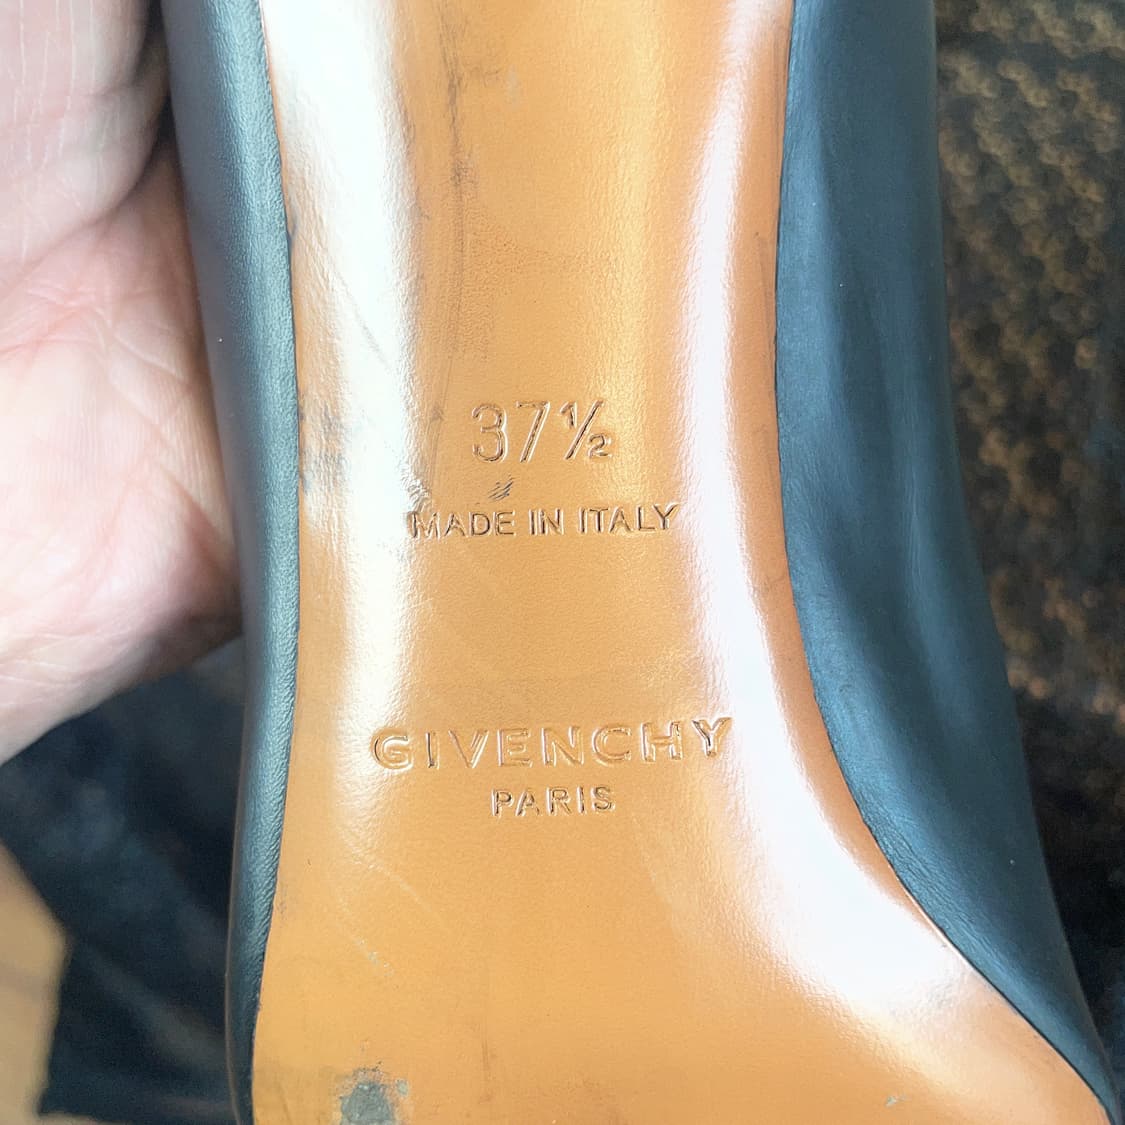 37½
MADE IN ITALY
GIVENCHY
PARIS